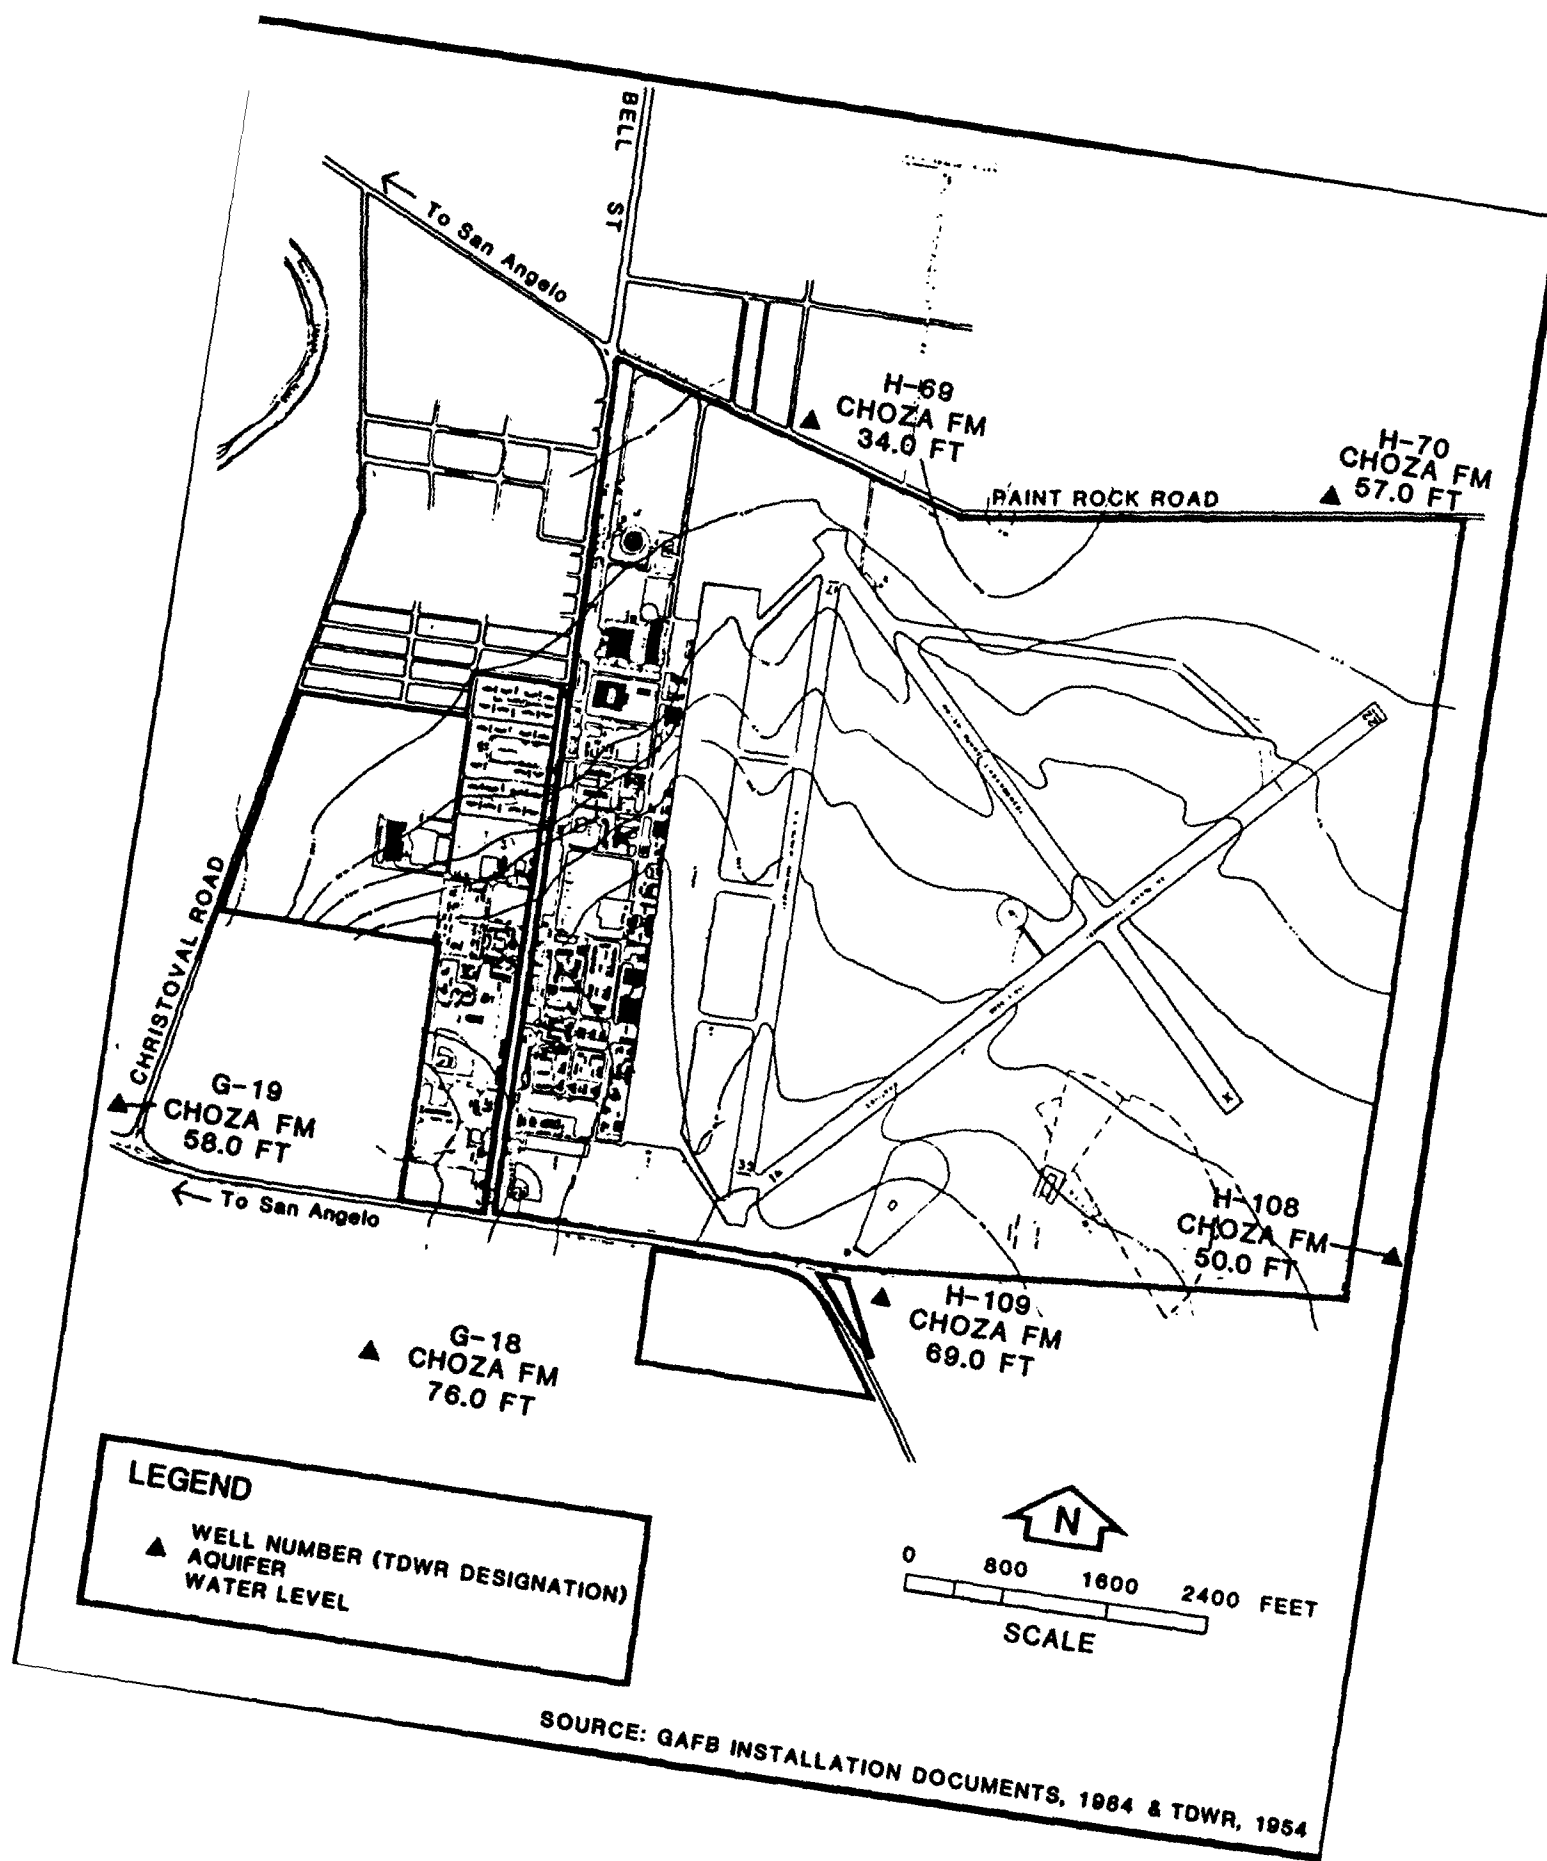 BELL ST
To San Angelo
H-69
CHOZA FM
34.0 FT
H-70
CHOZA FM
57.0 FT
PAINT ROCK ROAD
CHRISTOVAL ROAD
G-19
CHOZA FM
58.0 FT
To San Angelo
H-108
CHOZA FM
50.0 FT
H-109
CHOZA FM
69.0 FT
G-18
CHOZA FM
76.0 FT
LEGEND
WELL NUMBER (TDWR DESIGNATION)
AQUIFER
WATER LEVEL
N
0 800 1600 2400 FEET
SCALE
SOURCE: GAFB INSTALLATION DOCUMENTS, 1984 & TDWR, 1954